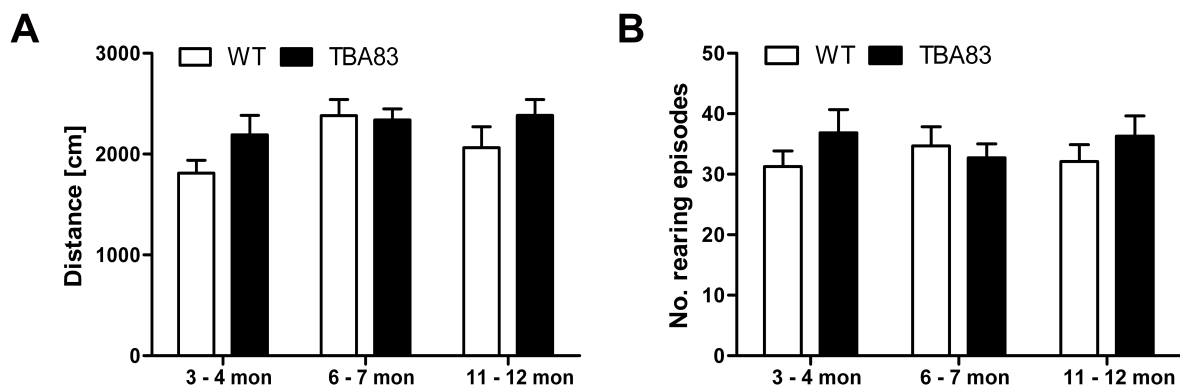 A
WT TBA83
Distance [cm]
3000
2000
1000
0
3 - 4 mon 6 - 7 mon 11 - 12 mon
B
WT TBA83
No. rearing episodes
50
40
30
20
10
0
3 - 4 mon 6 - 7 mon 11 - 12 mon